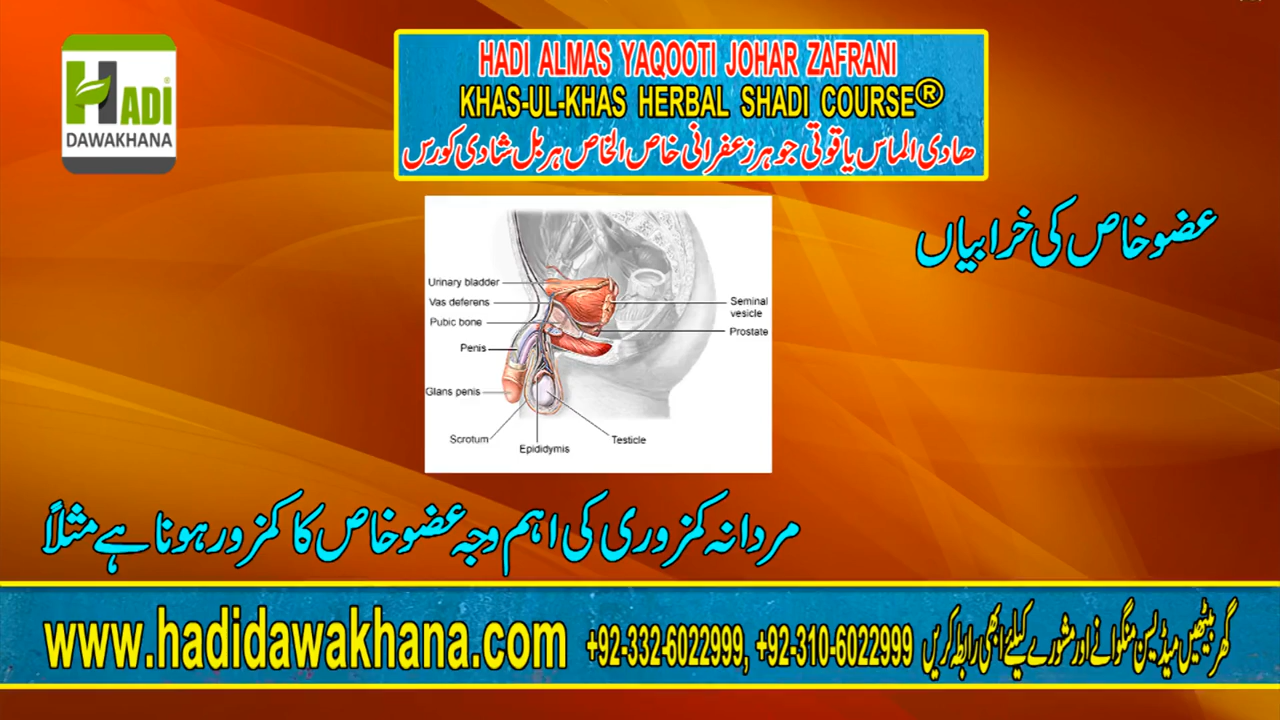 HADI
DAWAKHANA
HADI ALMAS YAQOOTI JOHAR ZAFRANI
KHAS-UL-KHAS HERBAL SHADI COURSE®
ھادی الماس یاقوتی جوہر زعفرانی خاص الخاص ہربل شادی کورس
عضو خاص کی خرابیاں
Urinary bladder
Vas deferens
Pubic bone
Penis
Glans penis
Scrotum
Epididymis
Testicle
Seminal
vesicle
Prostate
مردانہ کمزوری کی اہم وجہ عضو خاص کا کمزور ہونا ہے مثلاً
www.hadidawakhana.com +92-332-6022999, +92-310-6022999 گھر بیٹھیں میڈیسن منگوانے اور مشورے کیلئے ابھی رابطہ کریں